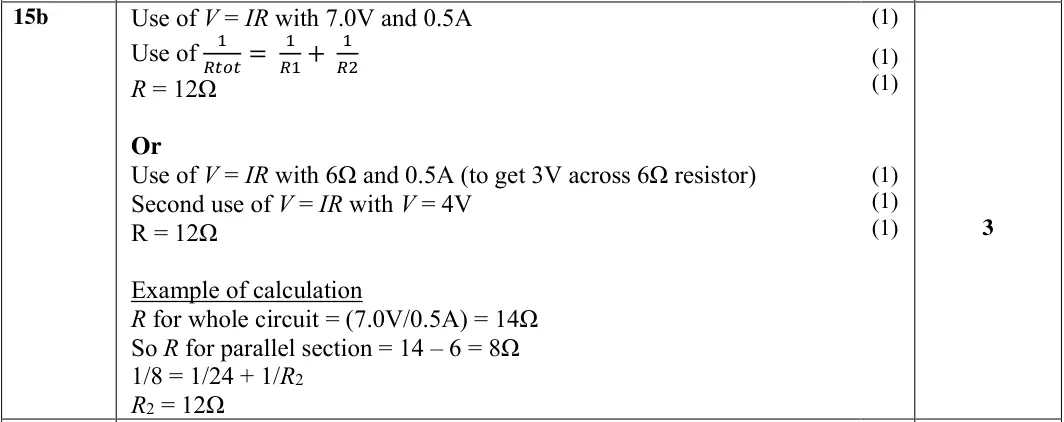 15b
Use of V = IR with 7.0V and 0.5A (1)
Use of 1/Rtot = 1/R1 + 1/R2 (1)
R = 12Ω (1)
Or
Use of V = IR with 6Ω and 0.5A (to get 3V across 6Ω resistor) (1)
Second use of V = IR with V = 4V (1)
R = 12Ω (1)
3
Example of calculation
R for whole circuit = (7.0V/0.5A) = 14Ω
So R for parallel section = 14 – 6 = 8Ω
1/8 = 1/24 + 1/R2
R2 = 12Ω